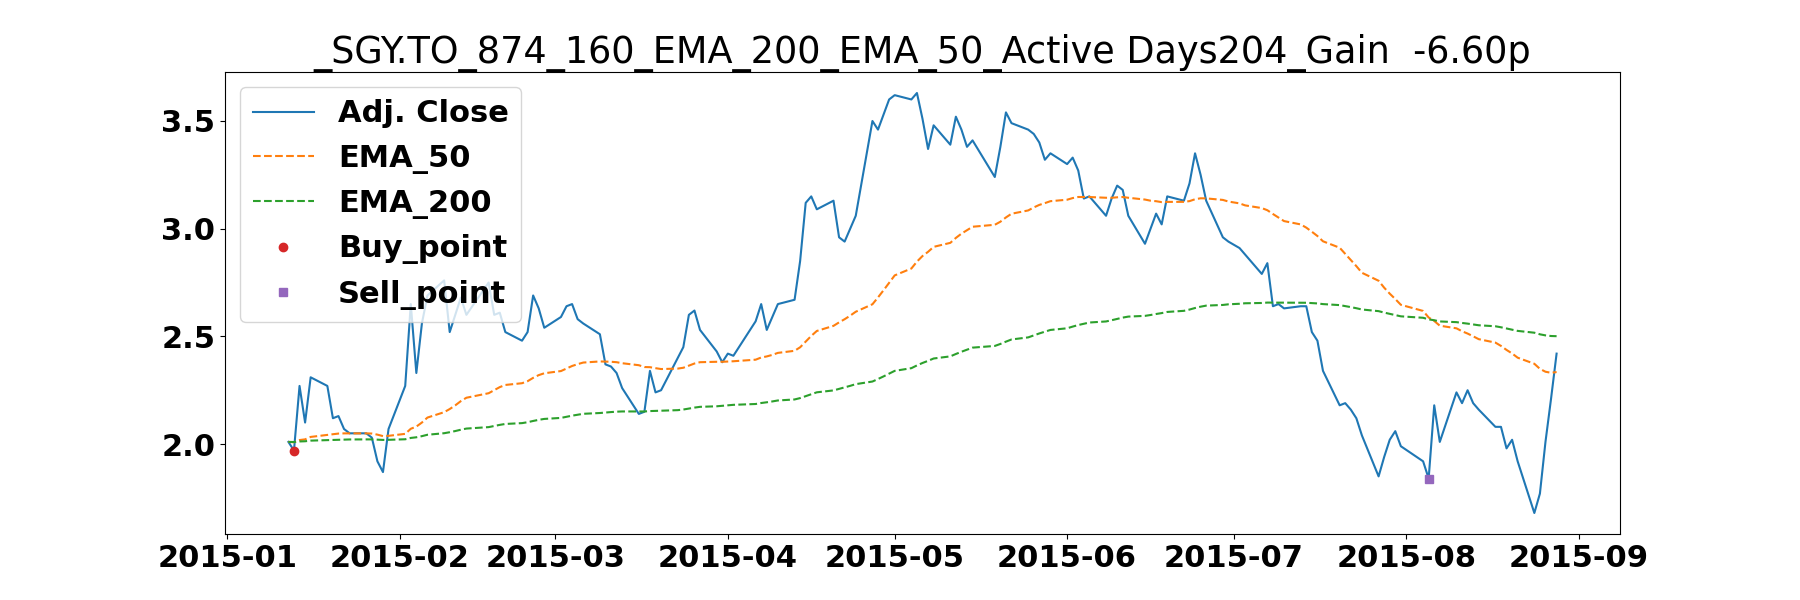 _SGY.TO_874_160_EMA_200_EMA_50_Active Days204_Gain  -6.60p
Adj. Close
EMA_50
EMA_200
Buy_point
Sell_point
3.5
3.0
2.5
2.0
2015-01 2015-02 2015-03 2015-04 2015-05 2015-06 2015-07 2015-08 2015-09